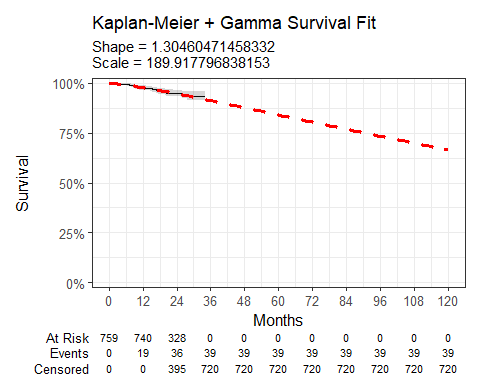 Kaplan-Meier + Gamma Survival Fit
Shape = 1.30460471458332
Scale = 189.917796838153
100%
75%
50%
25%
0%
Survival
0 12 24 36 48 60 72 84 96 108 120
Months
At Risk 759 740 328 0 0 0 0 0 0 0 0
Events 0 19 36 39 39 39 39 39 39 39 39
Censored 0 0 395 720 720 720 720 720 720 720 720